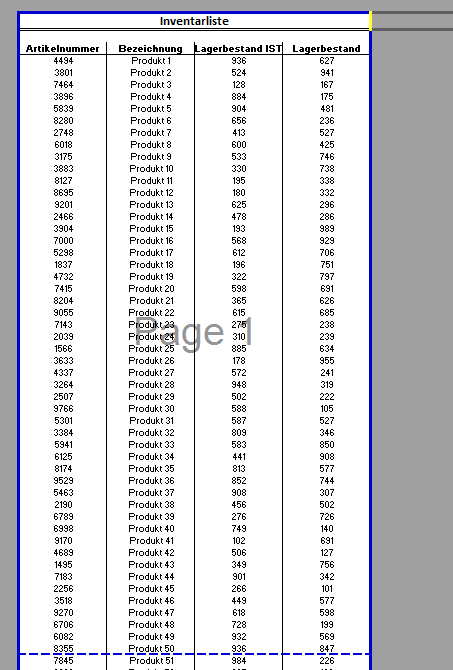 Inventarliste
Artikelnummer Bezeichnung Lagerbestand IST Lagerbestand
4494 Produkt 1 936 627
3801 Produkt 2 524 941
7464 Produkt 3 128 167
3896 Produkt 4 884 175
5839 Produkt 5 904 481
8280 Produkt 6 656 236
2748 Produkt 7 413 527
6018 Produkt 8 600 425
3175 Produkt 9 533 746
3883 Produkt 10 330 738
8127 Produkt 11 195 338
8695 Produkt 12 180 332
9201 Produkt 13 625 296
2466 Produkt 14 478 286
3904 Produkt 15 193 989
7000 Produkt 16 568 929
5298 Produkt 17 612 706
1837 Produkt 18 196 751
4732 Produkt 19 322 797
7415 Produkt 20 598 691
8204 Produkt 21 365 626
9055 Produkt 22 615 685
7143 Produkt 23 275 238
Page 1
2039 Produkt 24 310 239
1566 Produkt 25 885 634
3633 Produkt 26 178 955
4337 Produkt 27 572 241
3264 Produkt 28 948 319
2507 Produkt 29 502 222
9766 Produkt 30 588 105
5301 Produkt 31 587 527
3384 Produkt 32 809 346
5941 Produkt 33 583 850
6125 Produkt 34 441 908
8174 Produkt 35 813 577
9529 Produkt 36 852 744
5463 Produkt 37 908 307
2190 Produkt 38 456 502
6789 Produkt 39 276 726
6998 Produkt 40 749 140
9170 Produkt 41 102 691
4689 Produkt 42 506 127
1495 Produkt 43 349 756
7183 Produkt 44 901 342
2256 Produkt 45 266 101
3518 Produkt 46 449 577
9270 Produkt 47 618 598
6706 Produkt 48 728 199
6082 Produkt 49 932 569
8355 Produkt 50 936 847
7845 Produkt 51 984 226